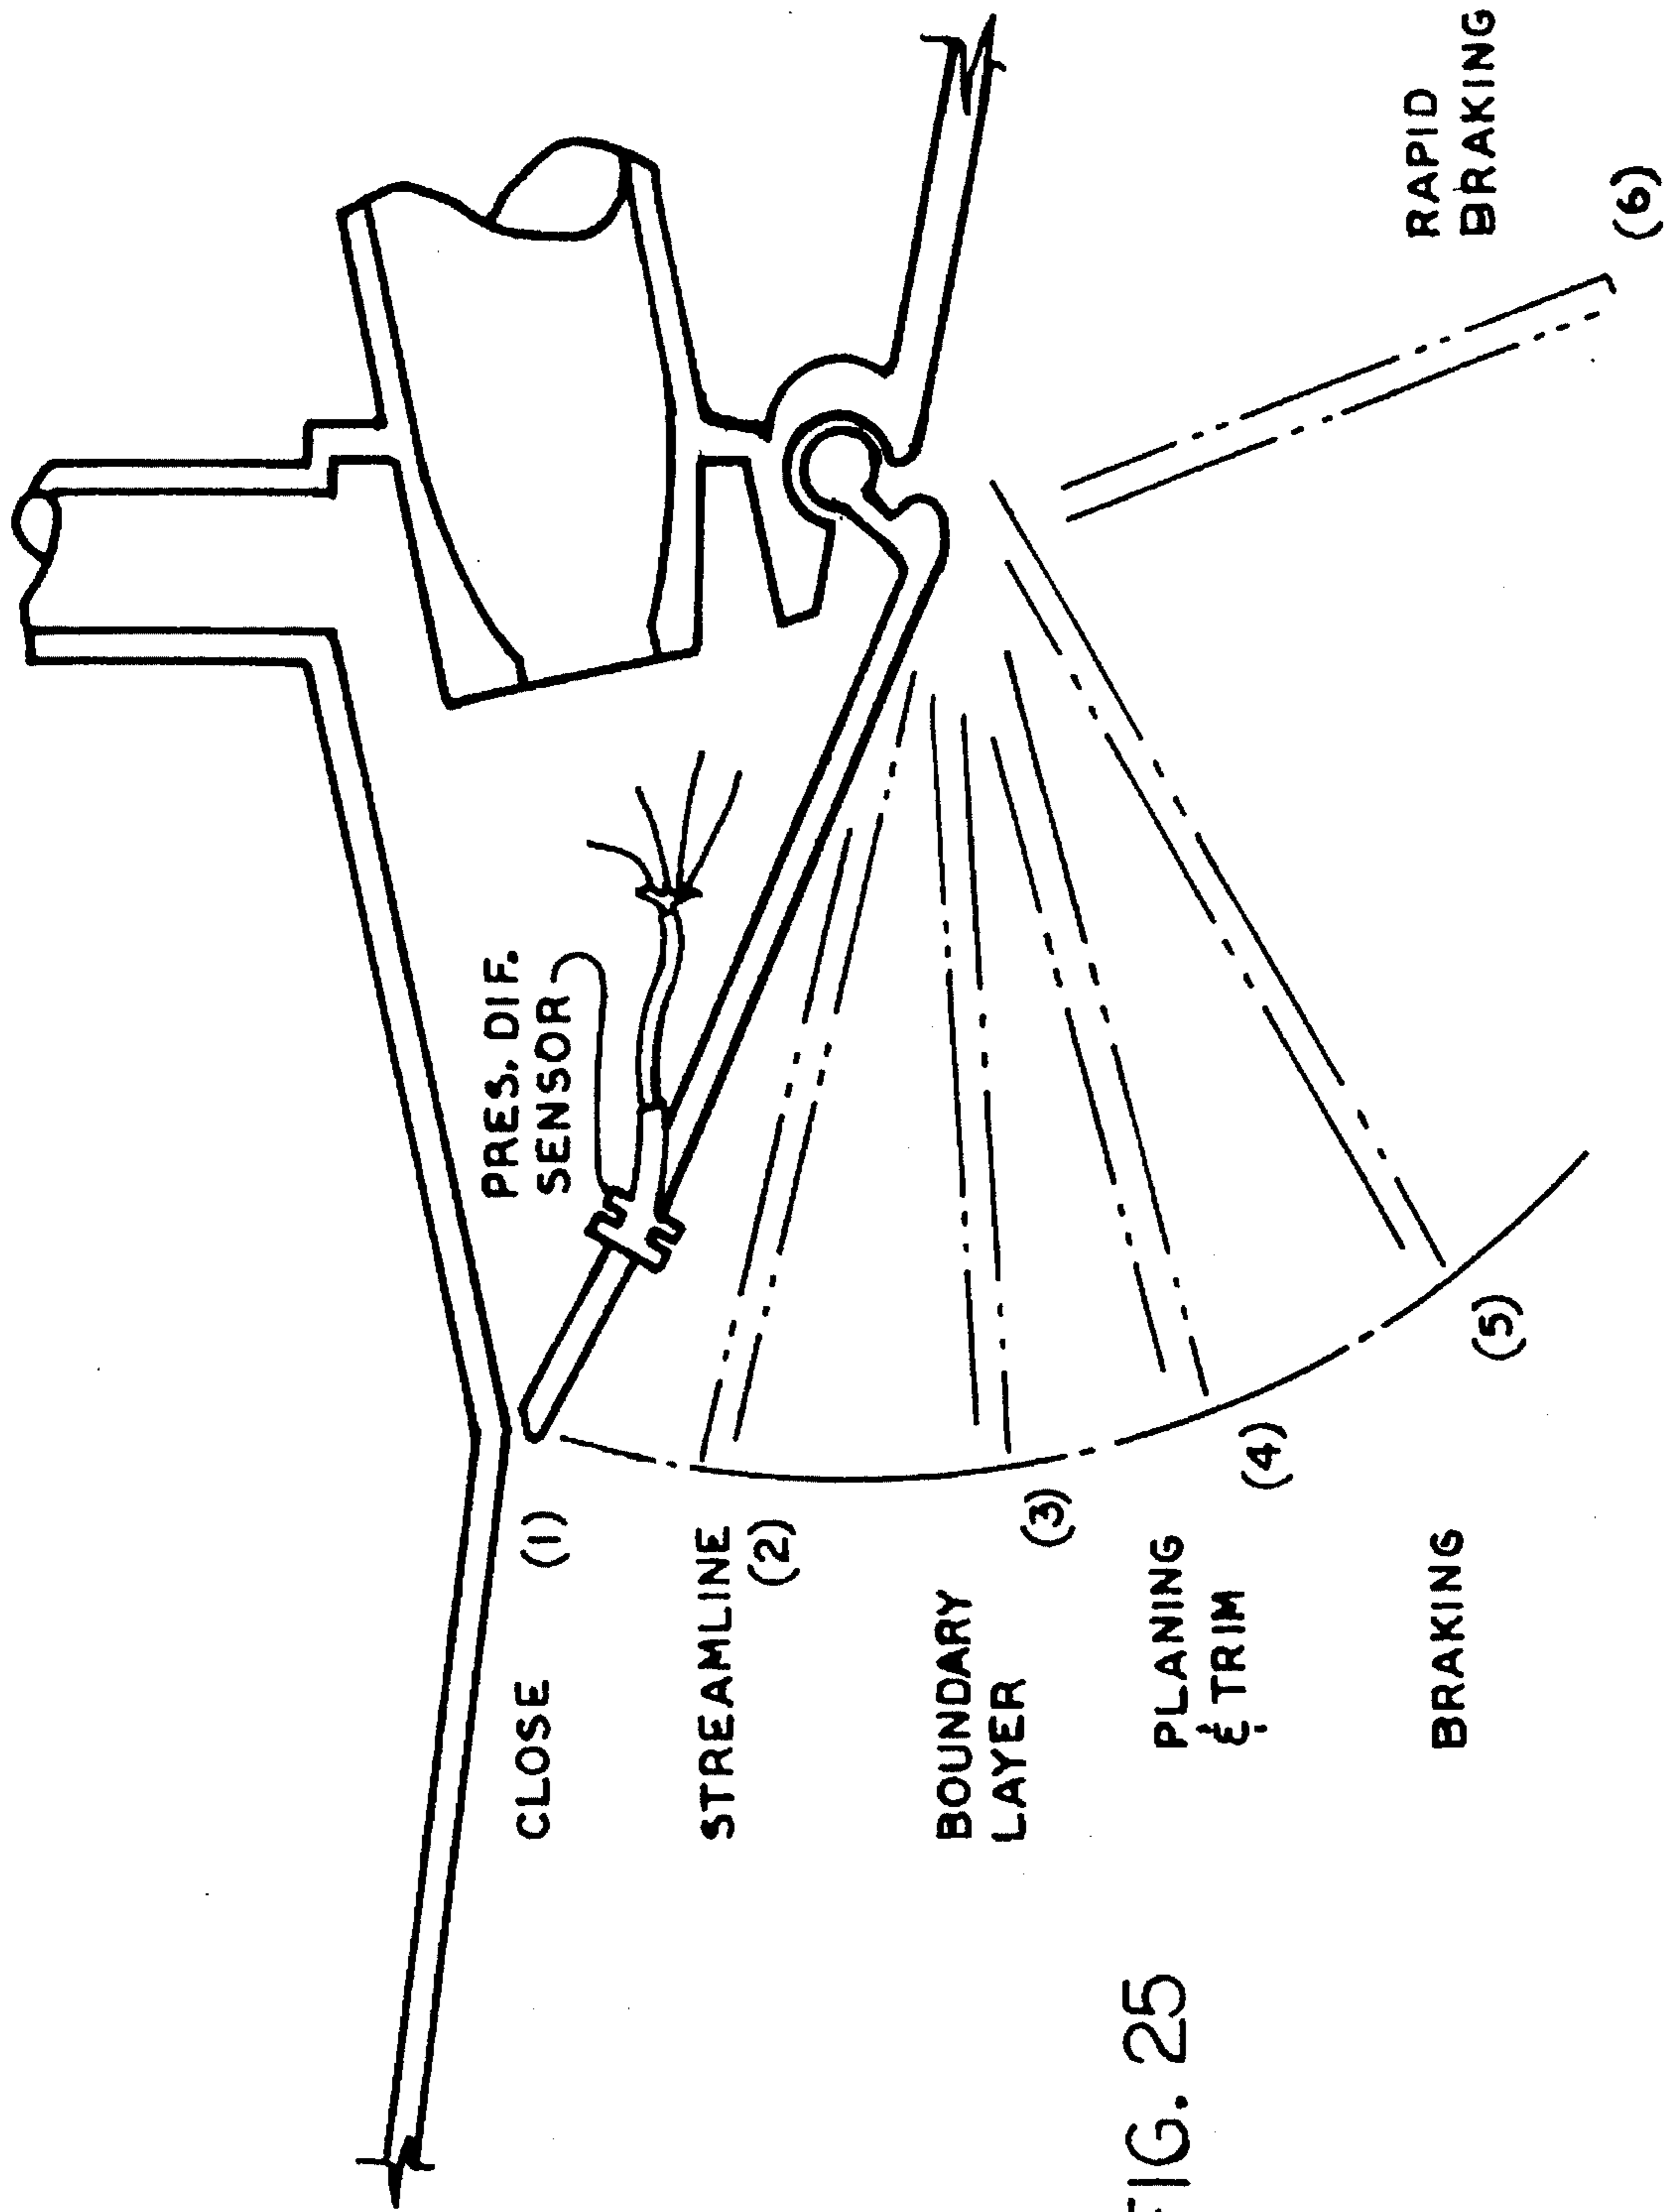 PRES. DIF.
SENSOR
CLOSE
(1)
STREAMLINE
(2)
BOUNDARY
LAYER
(3)
PLANING
& TRIM
(4)
BRAKING
(5)
RAPID
BRAKING
(6)
FIG. 25